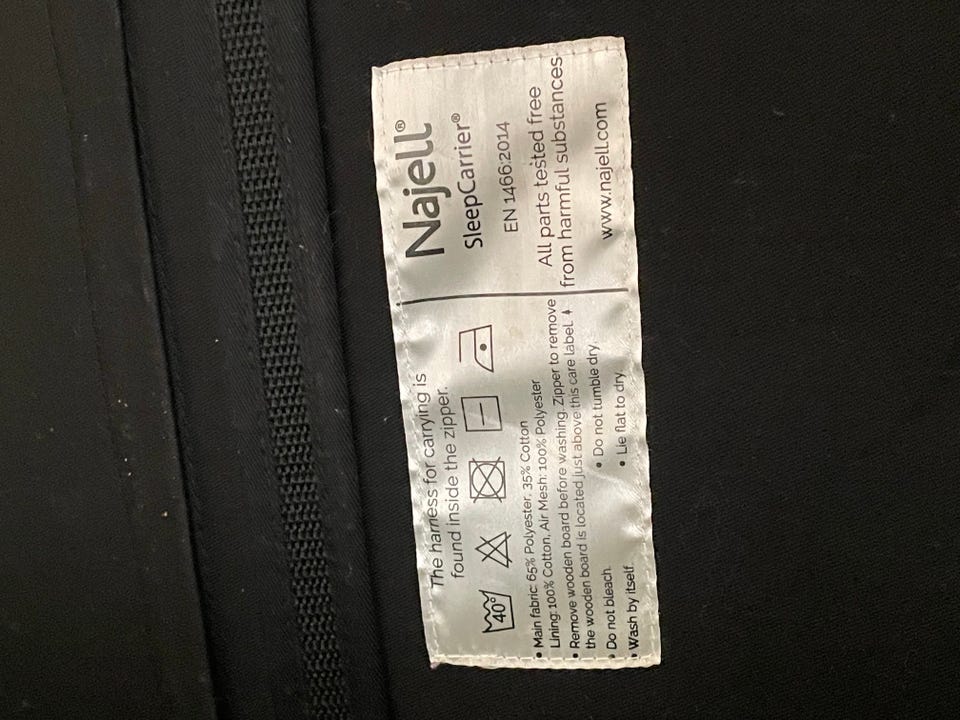 The harness for carrying is
found inside the zipper.
40°
• Main fabric: 65% Polyester, 35% Cotton
Lining: 100% Cotton, Air Mesh: 100% Polyester
• Remove wooden board before washing. Zipper to remove
the wooden board is located just above this care label.
• Do not bleach.
• Do not tumble dry.
• Wash by itself.
• Lie flat to dry.
Najell®
SleepCarrier®
EN 1466:2014
All parts tested free
from harmful substances
www.najell.com